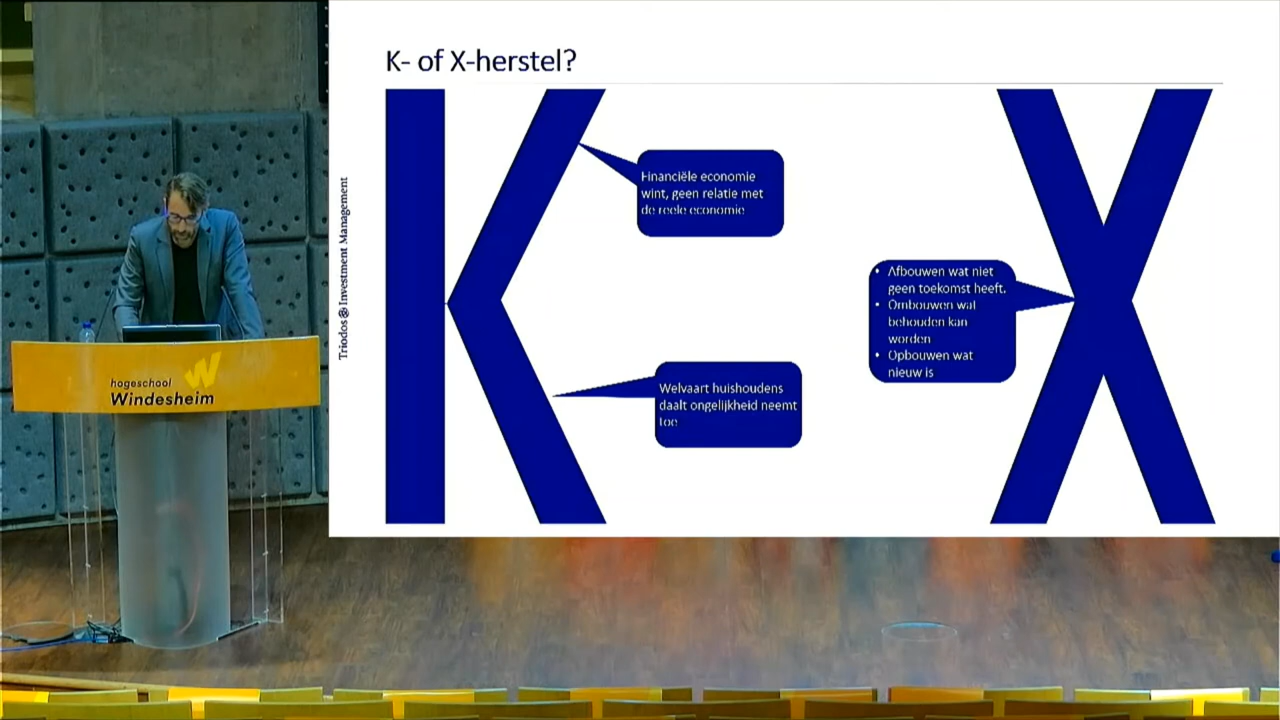 K- of X-herstel?
Triodos Investment Management
Financiële economie
wint, geen relatie met
de reele economie
Welvaart huishoudens
daalt ongelijkheid neemt
toe
• Afbouwen wat niet
geen toekomst heeft.
• Ombouwen wat
behouden kan
worden
• Opbouwen wat
nieuw is
hogeschool
Windesheim